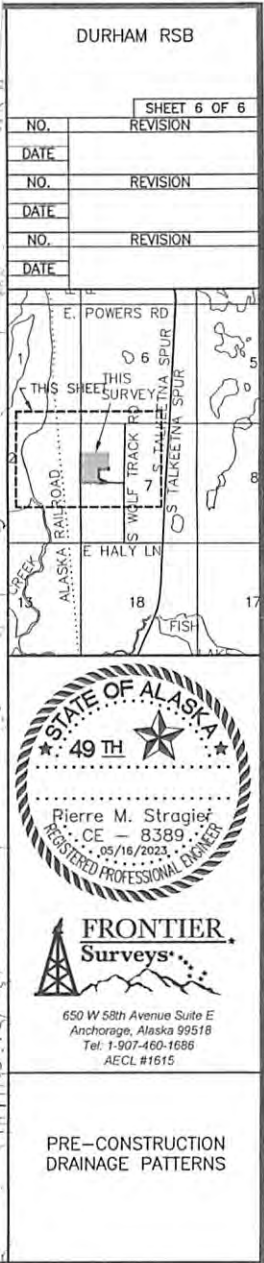 DURHAM RSB
SHEET 6 OF 6
NO. REVISION
DATE
NO. REVISION
DATE
NO. REVISION
DATE
E. POWERS RD
1
6
5
THIS SHEET
THIS
SURVEY
S TALKEETNA SPUR
S TALKEETNA SPUR
S WOLF TRACK RD
ALASKA RAILROAD
2
7
8
E HALY LN
CREEK
13
18
17
FISH
LAKE
STATE OF ALASKA
49 TH
Pierre M. Stragier
CE – 8389
05/16/2023
REGISTERED PROFESSIONAL ENGINEER
FRONTIER
Surveys
650 W 58th Avenue Suite E
Anchorage, Alaska 99518
Tel: 1-907-460-1686
AECL #1615
PRE–CONSTRUCTION
DRAINAGE PATTERNS